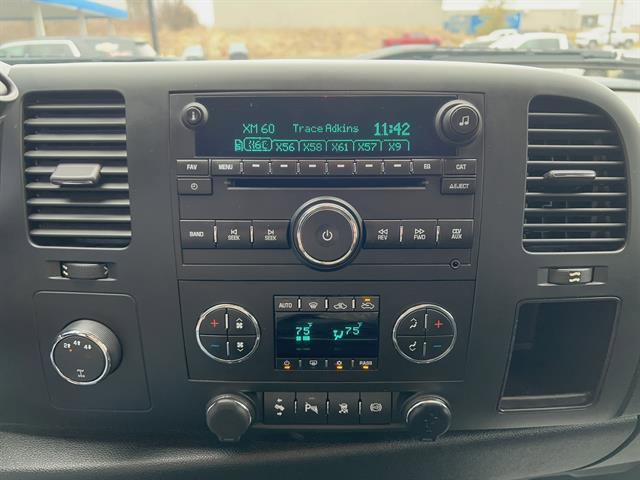 XM 60 Trace Adkins 11:42
X60 X56 X58 X61 X57 X9
FAV MENU EQ CAT
EJECT
BAND SEEK SEEK REV FWD AUX
AUTO
75°F 75°F
PASS